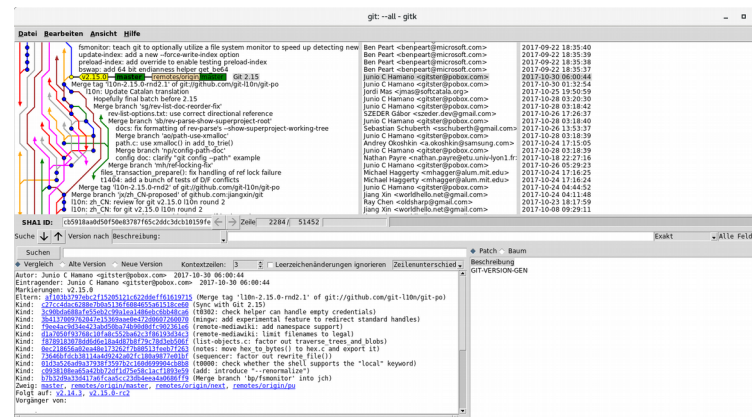 git: --all - gitk
Datei Bearbeiten Ansicht Hilfe
fsmonitor: teach git to optionally utilize a file system monitor to speed up detecting new Ben Peart <benpeart@microsoft.com> 2017-09-22 18:35:40
update-index: add a new --force-write-index option Ben Peart <benpeart@microsoft.com> 2017-09-22 18:35:39
preload-index: add override to enable testing preload-index Ben Peart <benpeart@microsoft.com> 2017-09-22 18:35:38
bswap: add 64 bit endianness helper get_be64 Ben Peart <benpeart@microsoft.com> 2017-09-22 18:35:37
v2.15.0 master remotes/origin/master Git 2.15 Junio C Hamano <gitster@pobox.com> 2017-10-30 06:00:44
Merge tag 'l10n-2.15.0-rnd2.1' of git://github.com/git-l10n/git-po Junio C Hamano <gitster@pobox.com> 2017-10-30 01:32:54
l10n: Update Catalan translation Jordi Mas <jmas@softcatala.org> 2017-10-25 19:50:59
Hopefully final batch before 2.15 Junio C Hamano <gitster@pobox.com> 2017-10-28 03:20:30
Merge branch 'sg/rev-list-doc-reorder-fix' Junio C Hamano <gitster@pobox.com> 2017-10-28 03:18:42
rev-list-options.txt: use correct directional reference SZEDER Gábor <szeder.dev@gmail.com> 2017-10-26 17:26:37
Merge branch 'sb/rev-parse-show-superproject-root' Junio C Hamano <gitster@pobox.com> 2017-10-28 03:18:40
docs: fix formatting of rev-parse's --show-superproject-working-tree Sebastian Schuberth <sschuberth@gmail.com> 2017-10-26 13:53:37
Merge branch 'ao/path-use-xmalloc' Junio C Hamano <gitster@pobox.com> 2017-10-28 03:18:39
path.c: use xmalloc() in add_to_trie() Andrey Okoshkin <a.okoshkin@samsung.com> 2017-10-24 17:15:05
Merge branch 'np/config-path-doc' Junio C Hamano <gitster@pobox.com> 2017-10-28 03:18:39
config doc: clarify "git config --path" example Nathan Payre <nathan.payre@etu.univ-lyon1.fr> 2017-10-18 22:27:16
Merge branch 'mh/ref-locking-fix' Junio C Hamano <gitster@pobox.com> 2017-10-26 05:29:23
files_transaction_prepare(): fix handling of ref lock failure Michael Haggerty <mhagger@alum.mit.edu> 2017-10-24 17:16:25
t1404: add a bunch of tests of D/F conflicts Michael Haggerty <mhagger@alum.mit.edu> 2017-10-24 17:16:24
Merge tag 'l10n-2.15.0-rnd2' of git://github.com/git-l10n/git-po Junio C Hamano <gitster@pobox.com> 2017-10-24 04:44:52
Merge branch 'jx/zh_CN-proposed' of github.com:jiangxin/git Jiang Xin <worldhello.net@gmail.com> 2017-10-24 04:11:48
l10n: zh_CN: review for git v2.15.0 l10n round 2 Ray Chen <oldsharp@gmail.com> 2017-10-23 18:17:59
l10n: zh_CN: translate for git v2.15.0 l10n round 2 Jiang Xin <worldhello.net@gmail.com> 2017-10-08 09:29:11
SHA1 ID: cb5918aa0d50f50e83787f65c2ddc3dcb10159fe Zeile 2284 / 51452
Suche Version nach Beschreibung: Exakt Alle Feld
Suchen
Vergleich Alte Version Neue Version Kontextzeilen: 3 Leerzeichenänderungen ignorieren Zeilenunterschied
Patch Baum
Autor: Junio C Hamano <gitster@pobox.com> 2017-10-30 06:00:44
Eintragender: Junio C Hamano <gitster@pobox.com> 2017-10-30 06:00:44
Markierungen: v2.15.0
Eltern: (Merge tag 'l10n-2.15.0-rnd2.1' of git://github.com/git-l10n/git-po)
Kind: (Sync with Git 2.15)
Kind: (t0302: check helper can handle empty credentials)
Kind: (mingw: add experimental feature to redirect standard handles)
Kind: (remote-mediawiki: add namespace support)
Kind: (remote-mediawiki: limit filenames to legal)
Kind: (list-objects.c: factor out traverse_trees_and_blobs)
Kind: (notes: move hex_to_bytes() to hex.c and export it)
Kind: (sequencer: factor out rewrite_file())
Kind: (t0000: check whether the shell supports the "local" keyword)
Kind: (add: introduce "--renormalize")
Kind: (Merge branch 'bp/fsmonitor' into jch)
Zweig: master, remotes/origin/master, remotes/origin/next, remotes/origin/pu
Folgt auf: v2.14.3, v2.15.0-rc2
Vorgänger von:
Beschreibung
GIT-VERSION-GEN